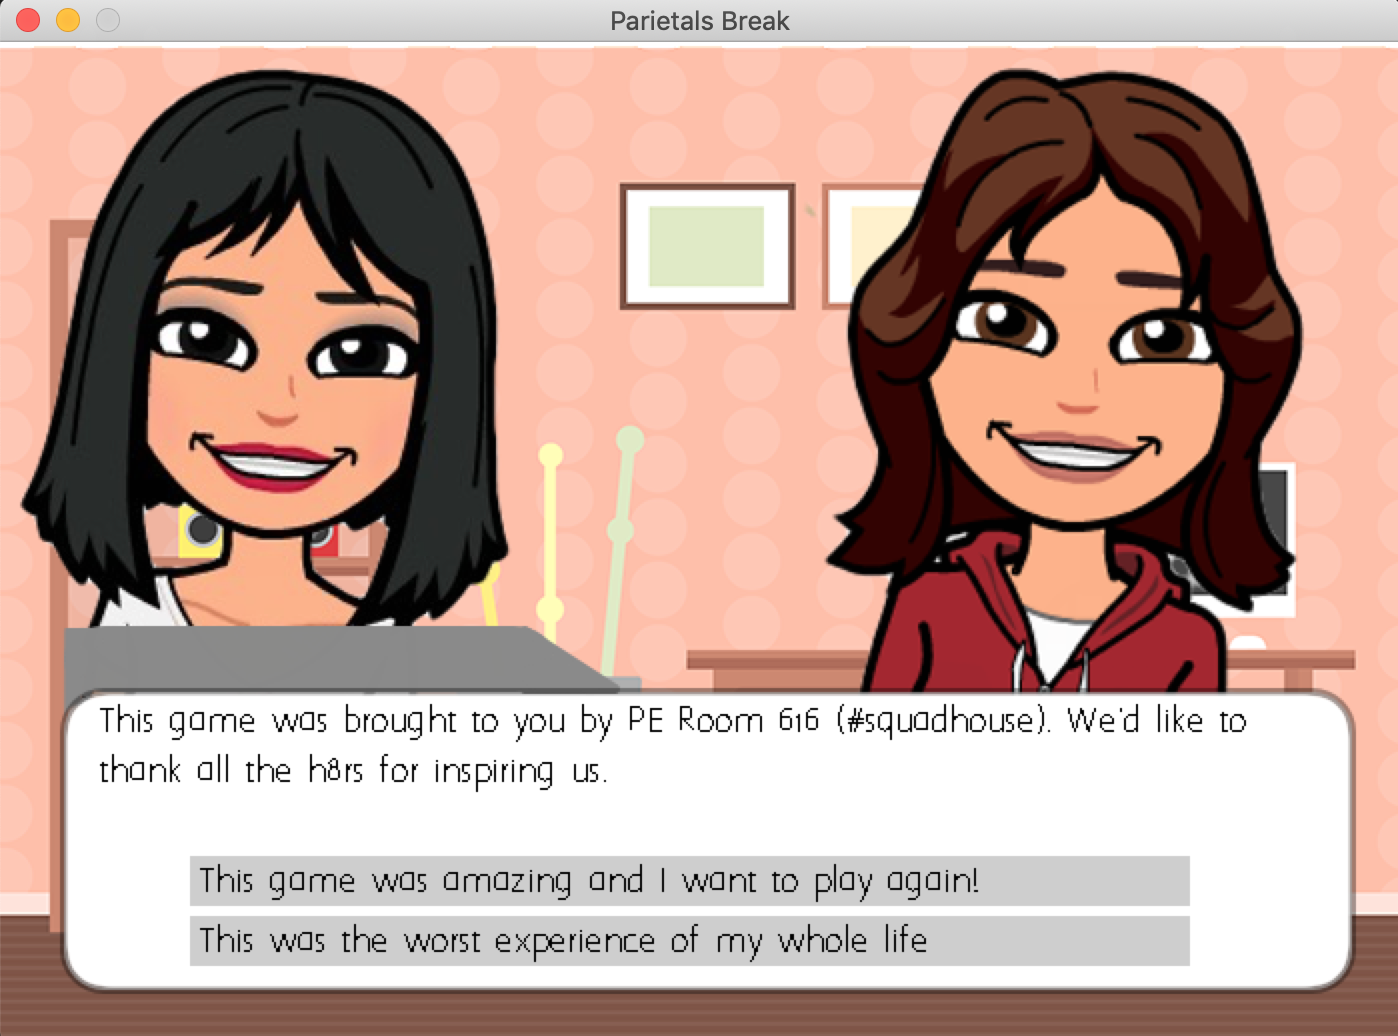 Parietals Break
This game was brought to you by PE Room 616 (#squadhouse). We'd like to
thank all the h8rs for inspiring us.
This game was amazing and I want to play again!
This was the worst experience of my whole life